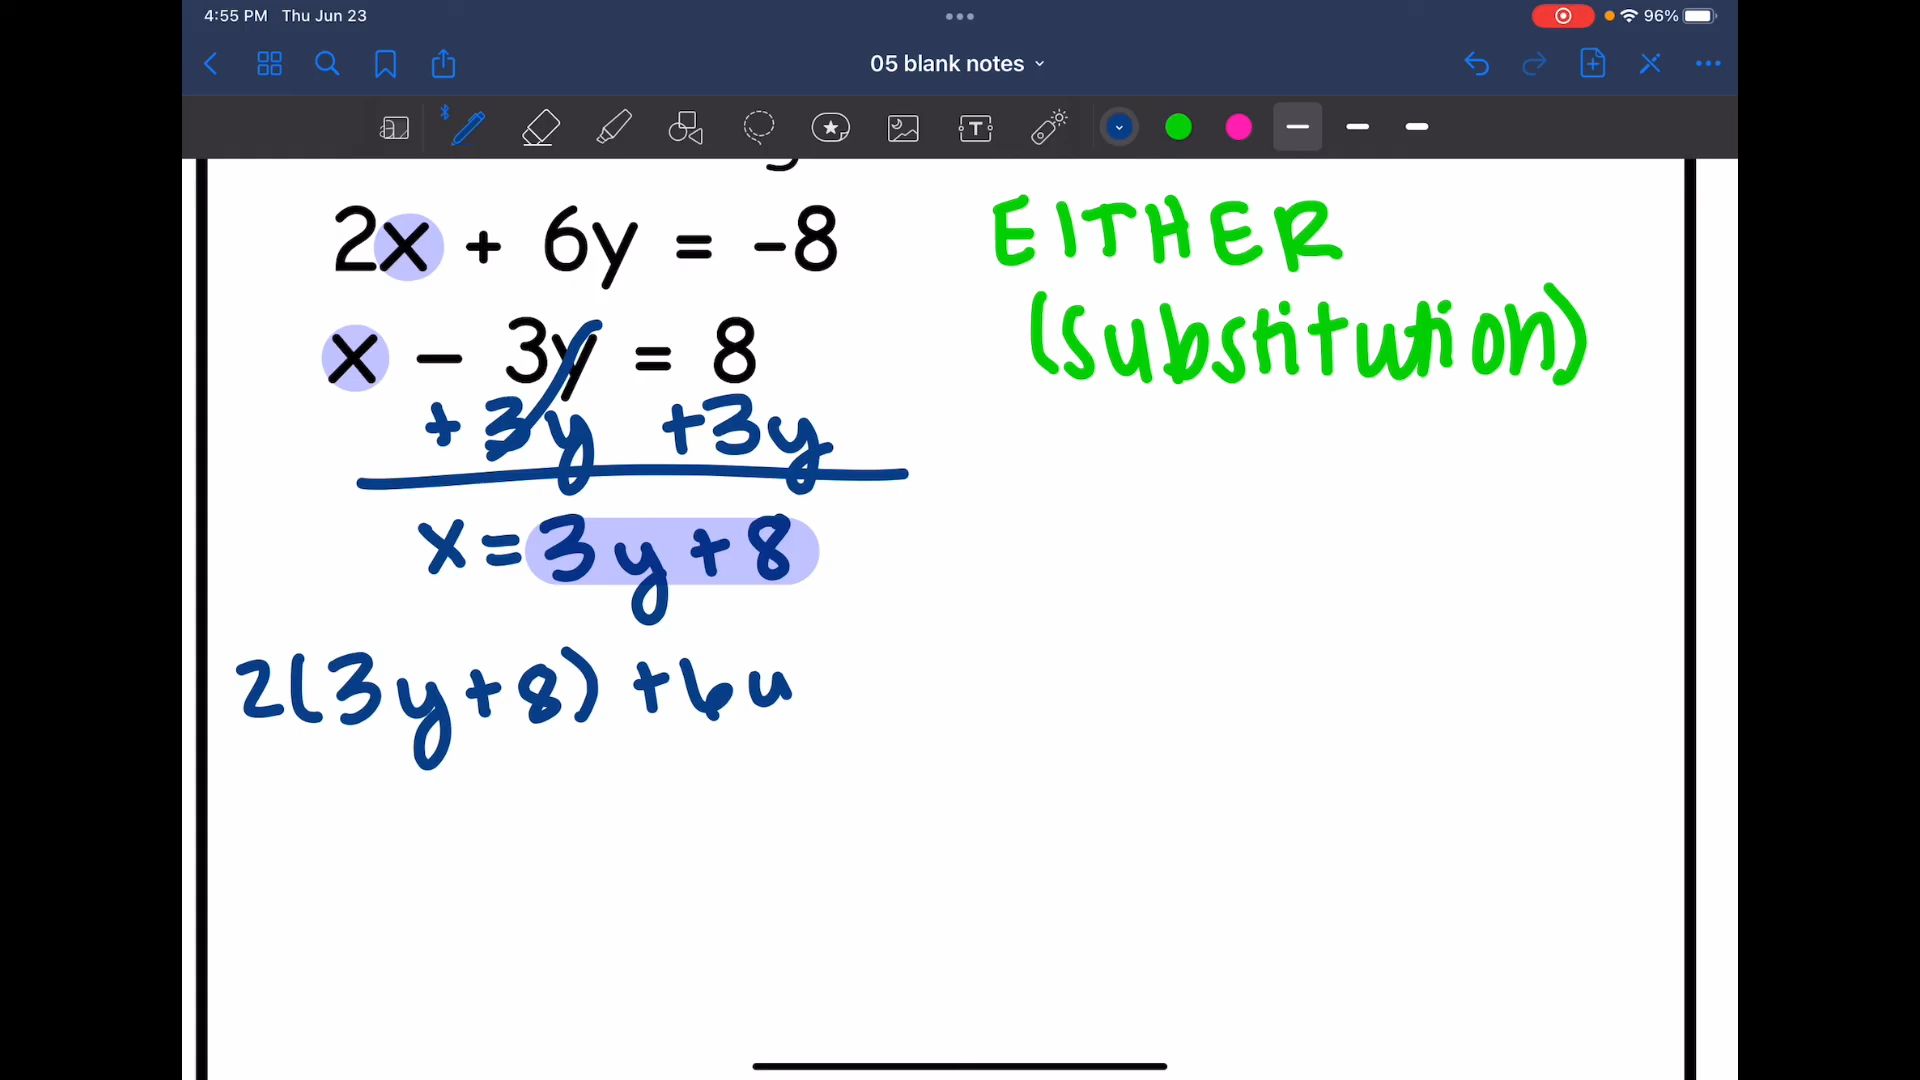 4:55 PM Thu Jun 23
96%
05 blank notes
2x + 6y = -8
x - 3y = 8
+ 3y +3y
x = 3y + 8
2(3y+8) +6u
EITHER
(Substitution)